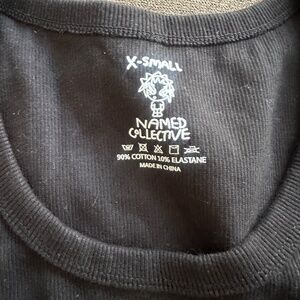 X-SMALL
NAMED
COLLECTIVE
90% COTTON 10% ELASTANE
MADE IN CHINA